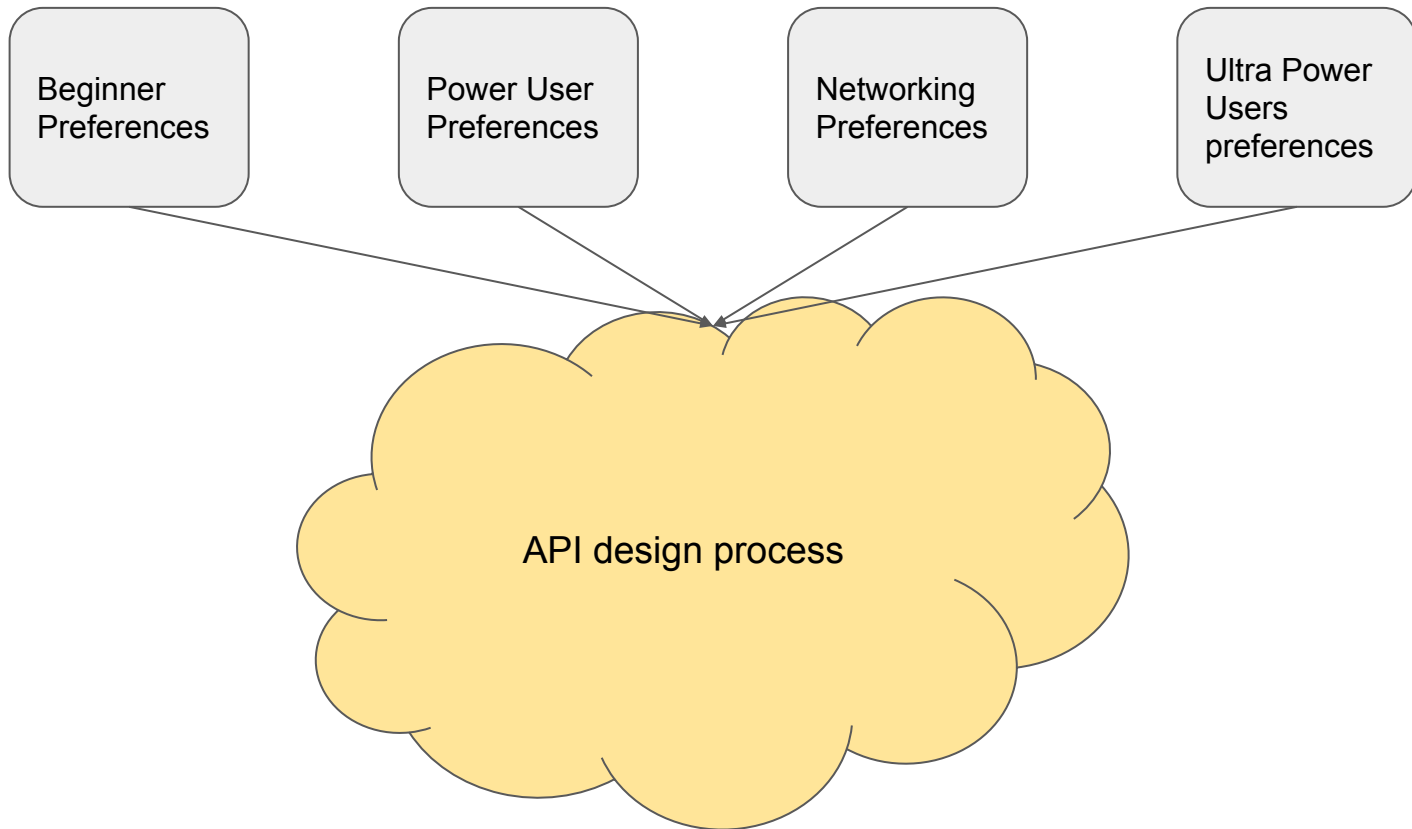 Beginner
Preferences
Power User
Preferences
Networking
Preferences
Ultra Power
Users
preferences
API design process